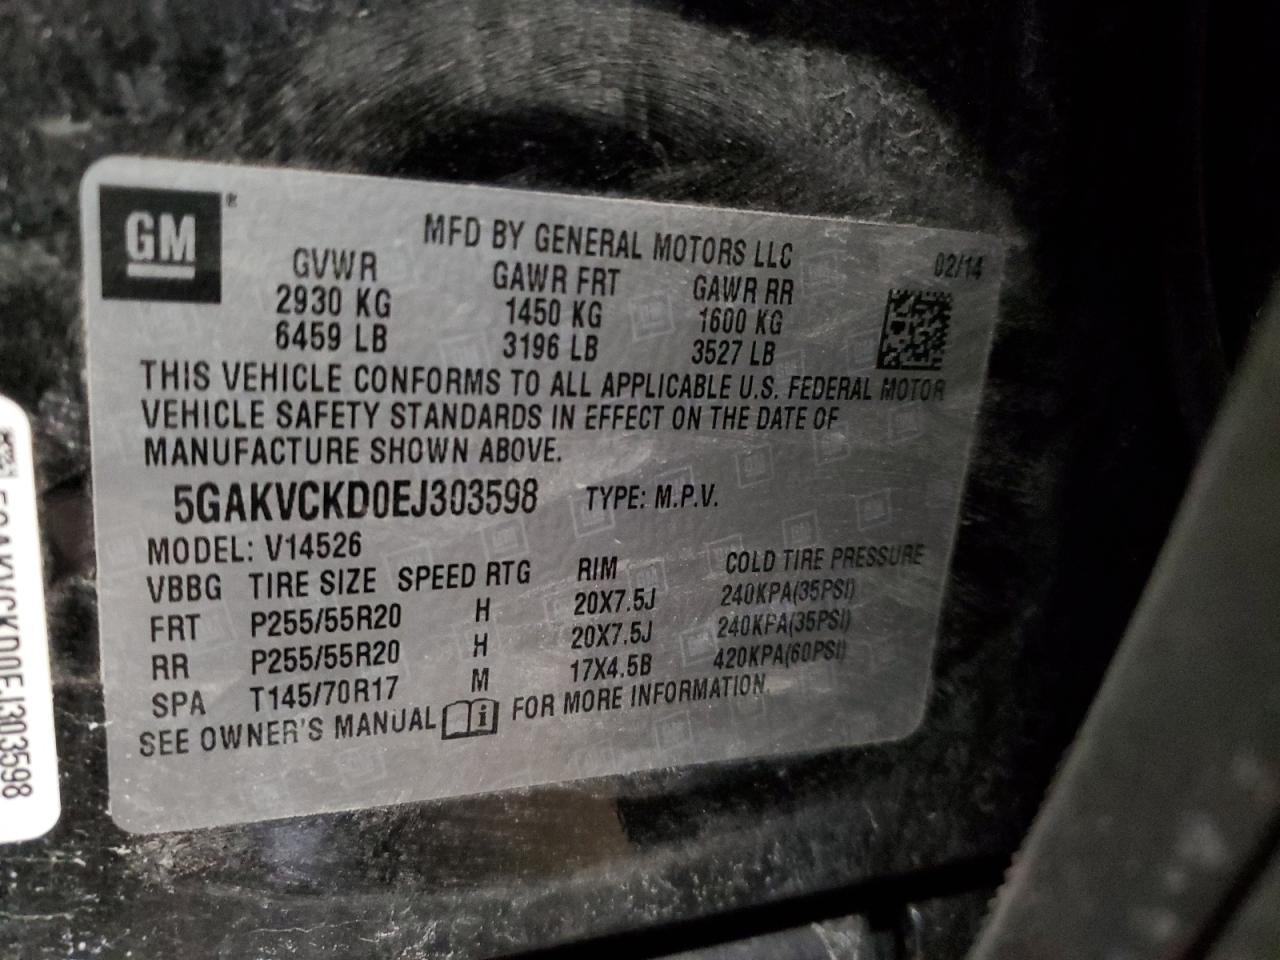 GM ®
MFD BY GENERAL MOTORS LLC
02/14
GVWR GAWR FRT GAWR RR
2930 KG 1450 KG 1600 KG
6459 LB 3196 LB 3527 LB
THIS VEHICLE CONFORMS TO ALL APPLICABLE U.S. FEDERAL MOTOR
VEHICLE SAFETY STANDARDS IN EFFECT ON THE DATE OF
MANUFACTURE SHOWN ABOVE.
5GAKVCKD0EJ303598 TYPE: M.P.V.
MODEL: V14526
VBBG TIRE SIZE SPEED RTG RIM COLD TIRE PRESSURE
FRT P255/55R20 H 20X7.5J 240KPA(35PSI)
RR P255/55R20 H 20X7.5J 240KPA(35PSI)
SPA T145/70R17 M 17X4.5B 420KPA(60PSI)
SEE OWNER'S MANUAL i FOR MORE INFORMATION.
5GAKVCKD0EJ303598